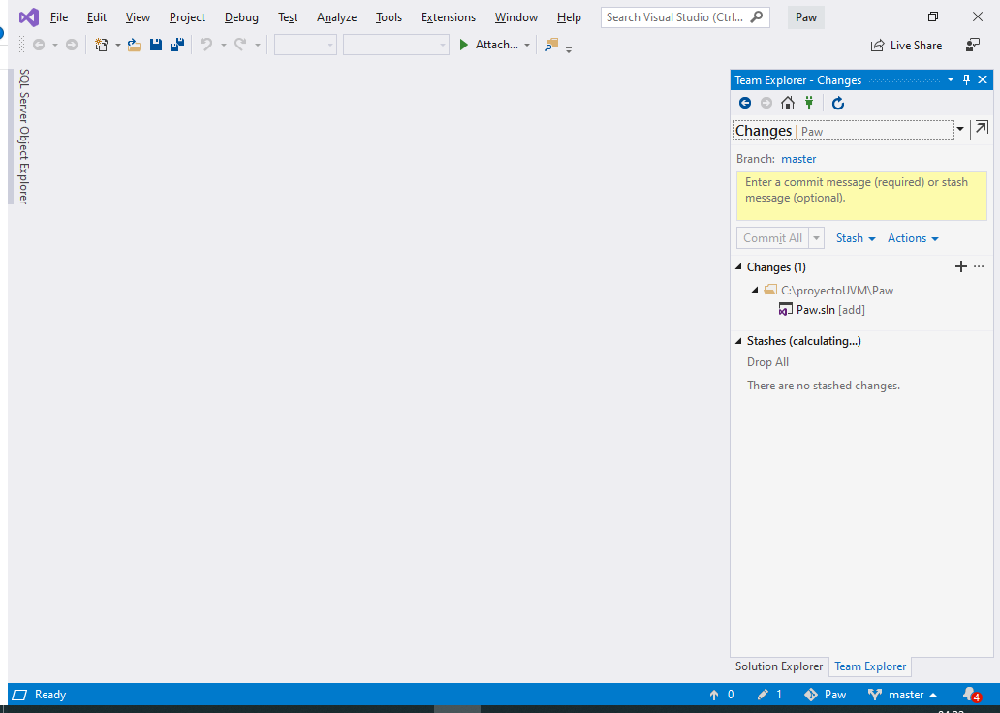 File Edit View Project Debug Test Analyze Tools Extensions Window Help Search Visual Studio (Ctrl... Paw
Attach... Live Share
SQL Server Object Explorer
Team Explorer - Changes
Changes | Paw
Branch: master
Enter a commit message (required) or stash
message (optional).
Commit All Stash Actions
Changes (1)
C:\proyectoUVM\Paw
Paw.sln [add]
Stashes (calculating...)
Drop All
There are no stashed changes.
Solution Explorer Team Explorer
Ready 0 1 Paw master 4